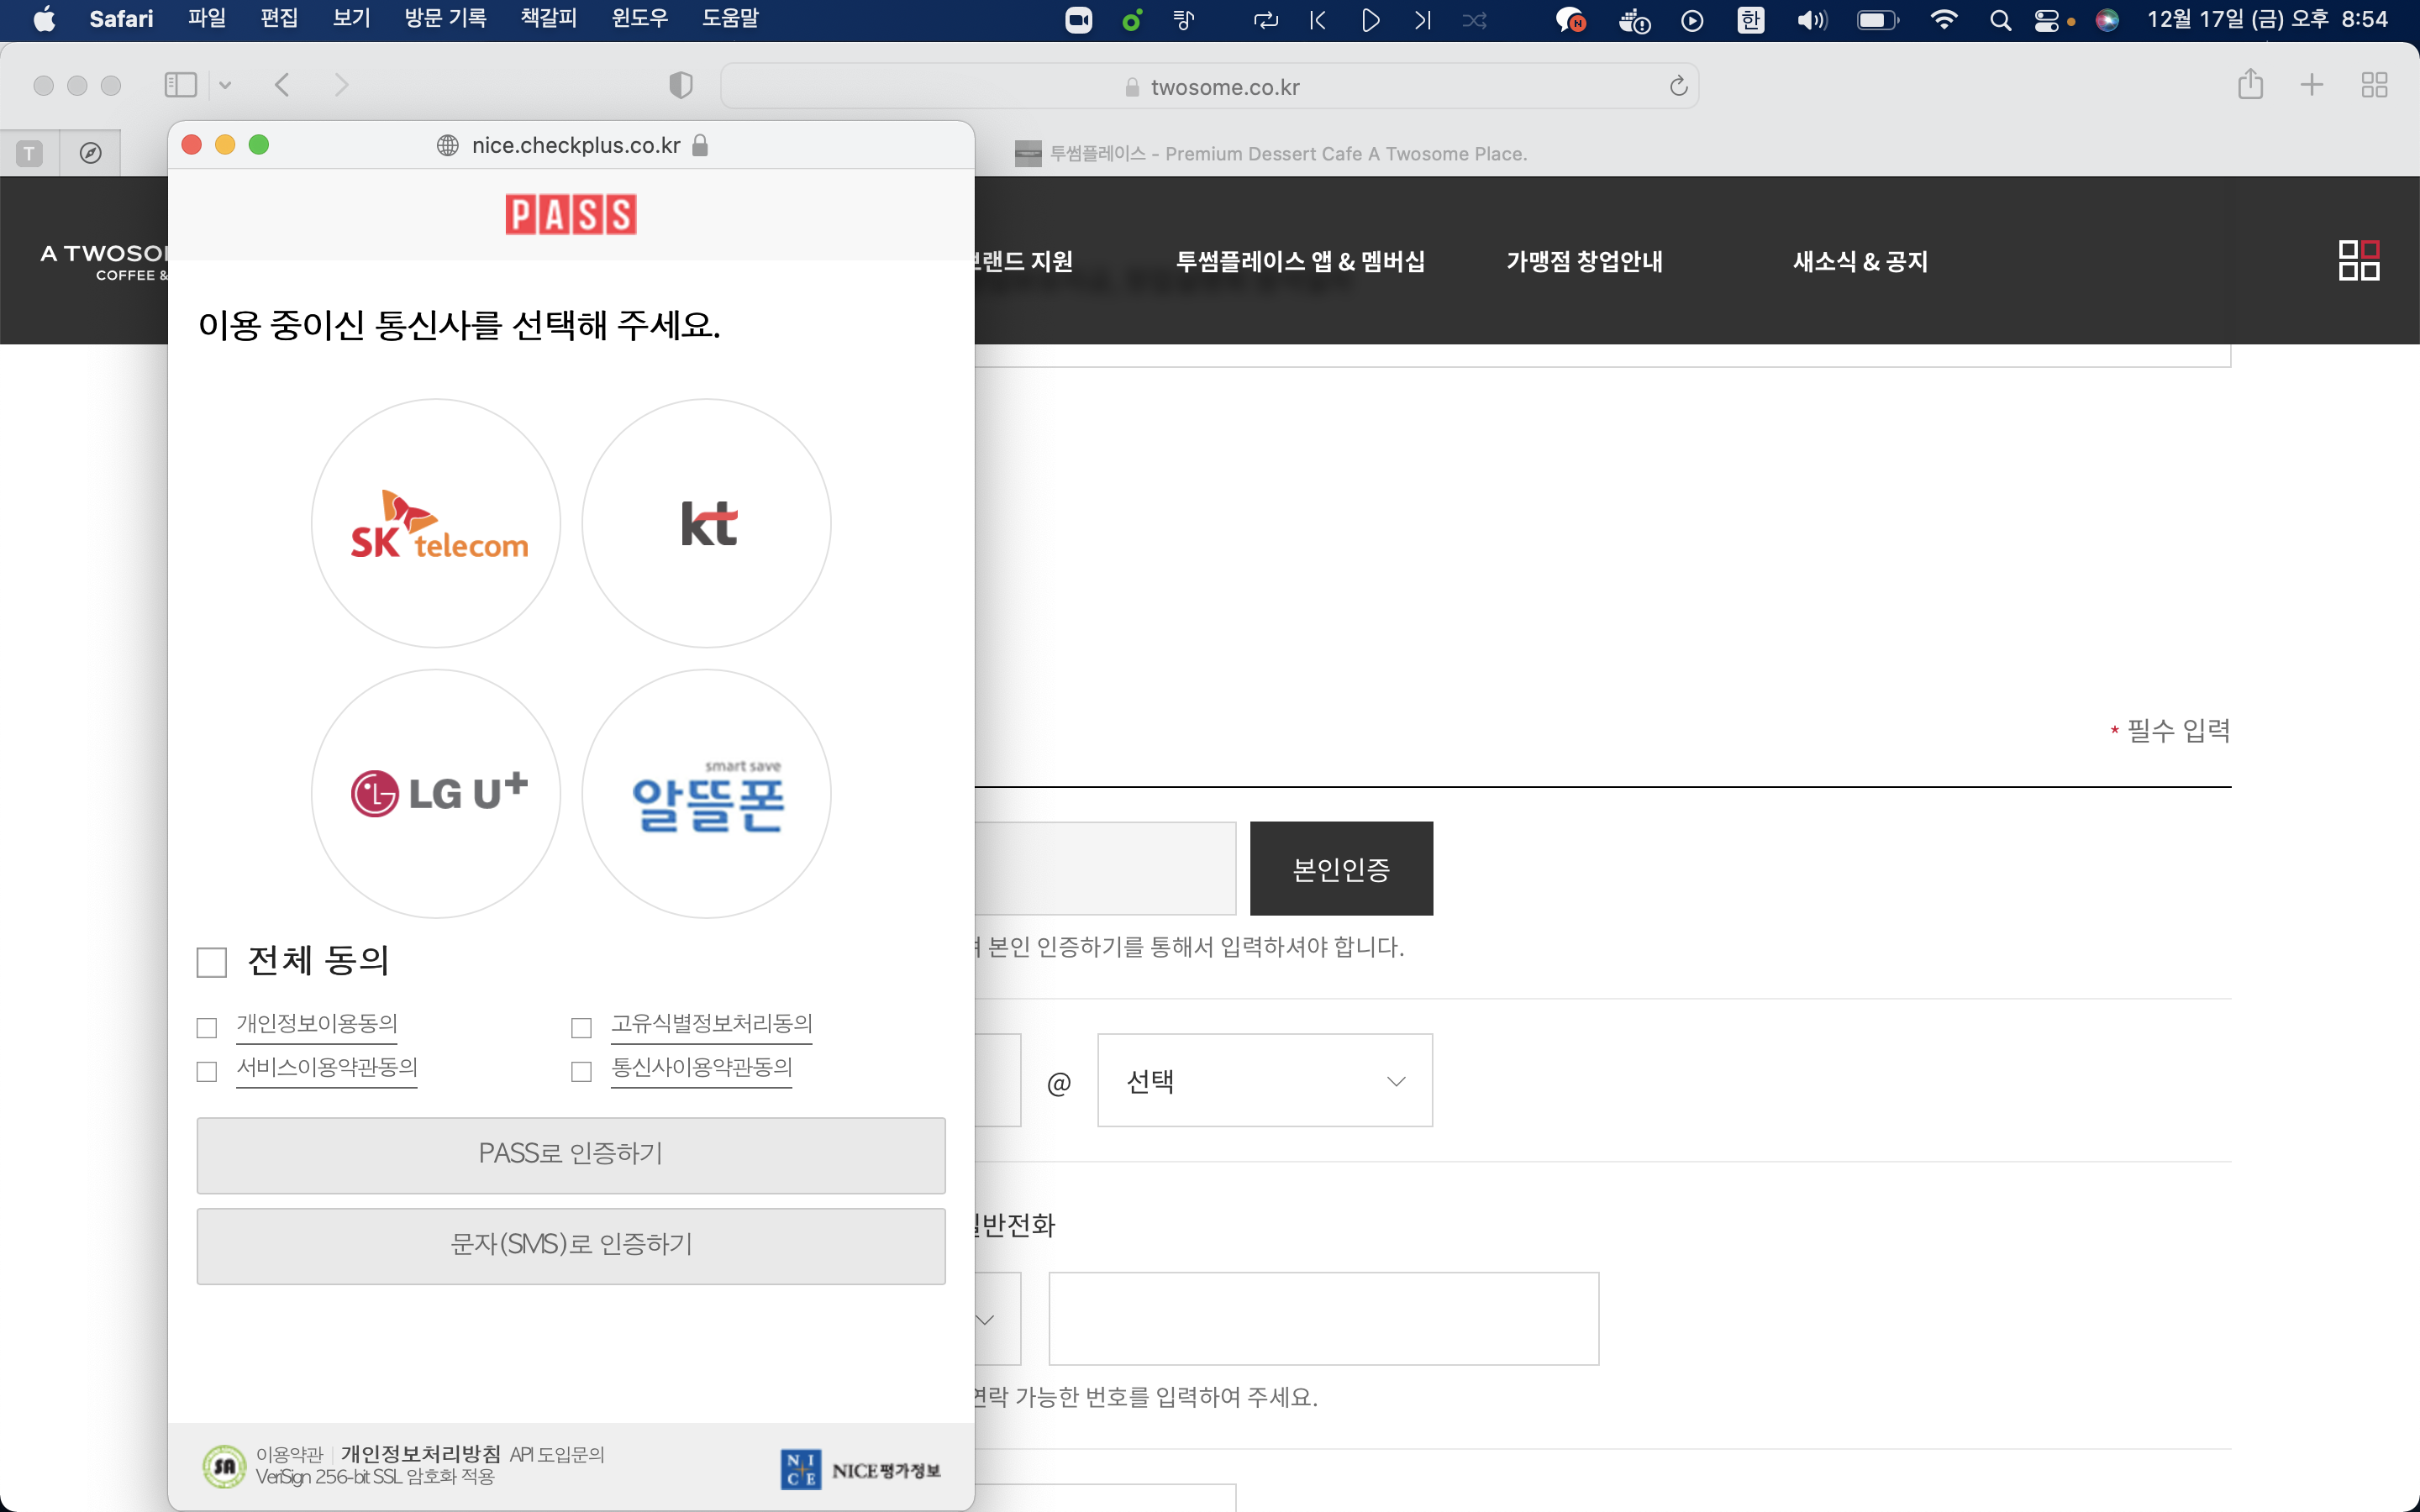 Safari 파일 편집 보기 방문 기록 책갈피 윈도우 도움말 한 12월 17일 (금) 오후 8:54
twosome.co.kr
T
nice.checkplus.co.kr
투썸플레이스 - Premium Dessert Cafe A Twosome Place.
PASS
A TWOSO
COFFEE &
랜드 지원 투썸플레이스 앱 & 멤버십 가맹점 창업안내 새소식 & 공지
이용 중이신 통신사를 선택해 주세요.
SK telecom
kt
LG U+
smart save
알뜰폰
* 필수 입력
본인인증
본인 인증하기를 통해서 입력하셔야 합니다.
전체 동의
개인정보이용동의 고유식별정보처리동의
서비스이용약관동의 통신사이용약관동의
@ 선택
PASS로 인증하기
문자(SMS)로 인증하기
일반전화
연락 가능한 번호를 입력하여 주세요.
SA
이용약관 | 개인정보처리방침 API 도입문의
VeriSign 256-bit SSL 암호화 적용
NICE
NICE평가정보